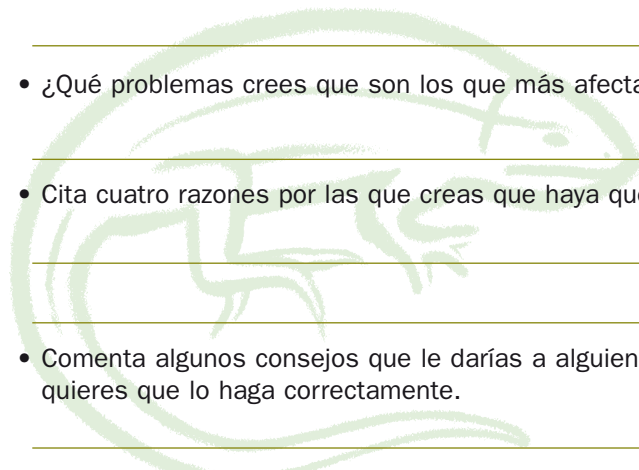 • ¿Qué problemas crees que son los que más afecta
• Cita cuatro razones por las que creas que haya que
• Comenta algunos consejos que le darías a alguien
quieres que lo haga correctamente.